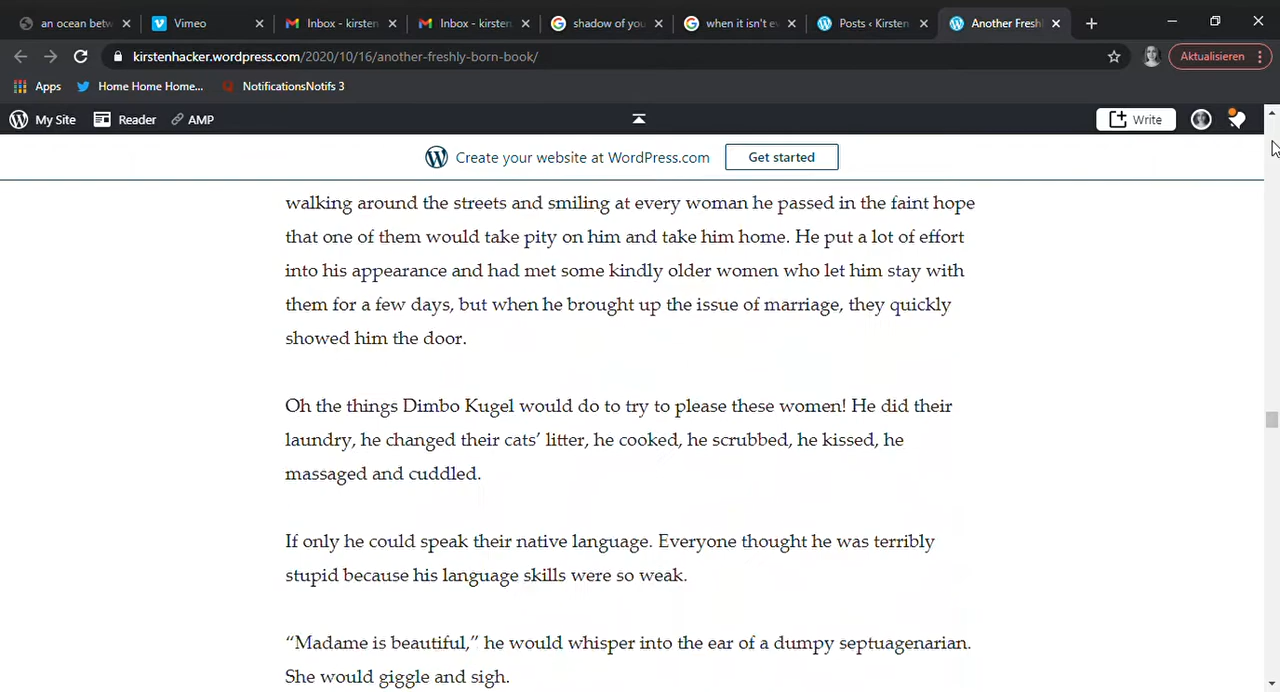 an ocean betw
Vimeo
Inbox - kirsten
Inbox - kirsten.
shadow of you
when it isn't e
Posts ‹ Kirsten
Another Fresh
kirstenhacker.wordpress.com/2020/10/16/another-freshly-born-book/
Aktualisieren
Apps
Home Home Home...
NotificationsNotifs 3
My Site
Reader
AMP
Write
Create your website at WordPress.com
Get started
walking around the streets and smiling at every woman he passed in the faint hope
that one of them would take pity on him and take him home. He put a lot of effort
into his appearance and had met some kindly older women who let him stay with
them for a few days, but when he brought up the issue of marriage, they quickly
showed him the door.
Oh the things Dimbo Kugel would do to try to please these women! He did their
laundry, he changed their cats’ litter, he cooked, he scrubbed, he kissed, he
massaged and cuddled.
If only he could speak their native language. Everyone thought he was terribly
stupid because his language skills were so weak.
“Madame is beautiful,” he would whisper into the ear of a dumpy septuagenarian.
She would giggle and sigh.